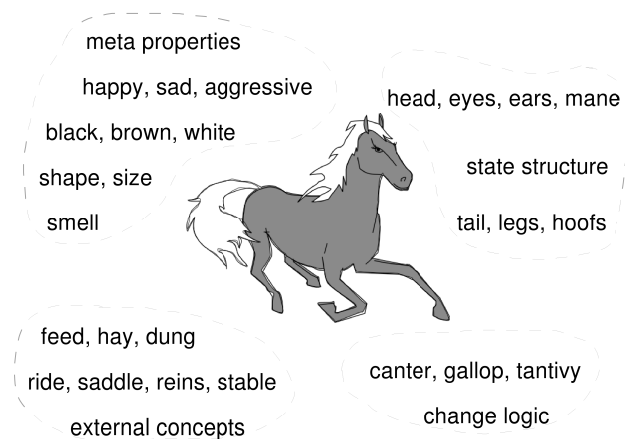 meta properties
happy, sad, aggressive
black, brown, white
shape, size
smell
head, eyes, ears, mane
state structure
tail, legs, hoofs
feed, hay, dung
ride, saddle, reins, stable
external concepts
canter, gallop, tantivy
change logic